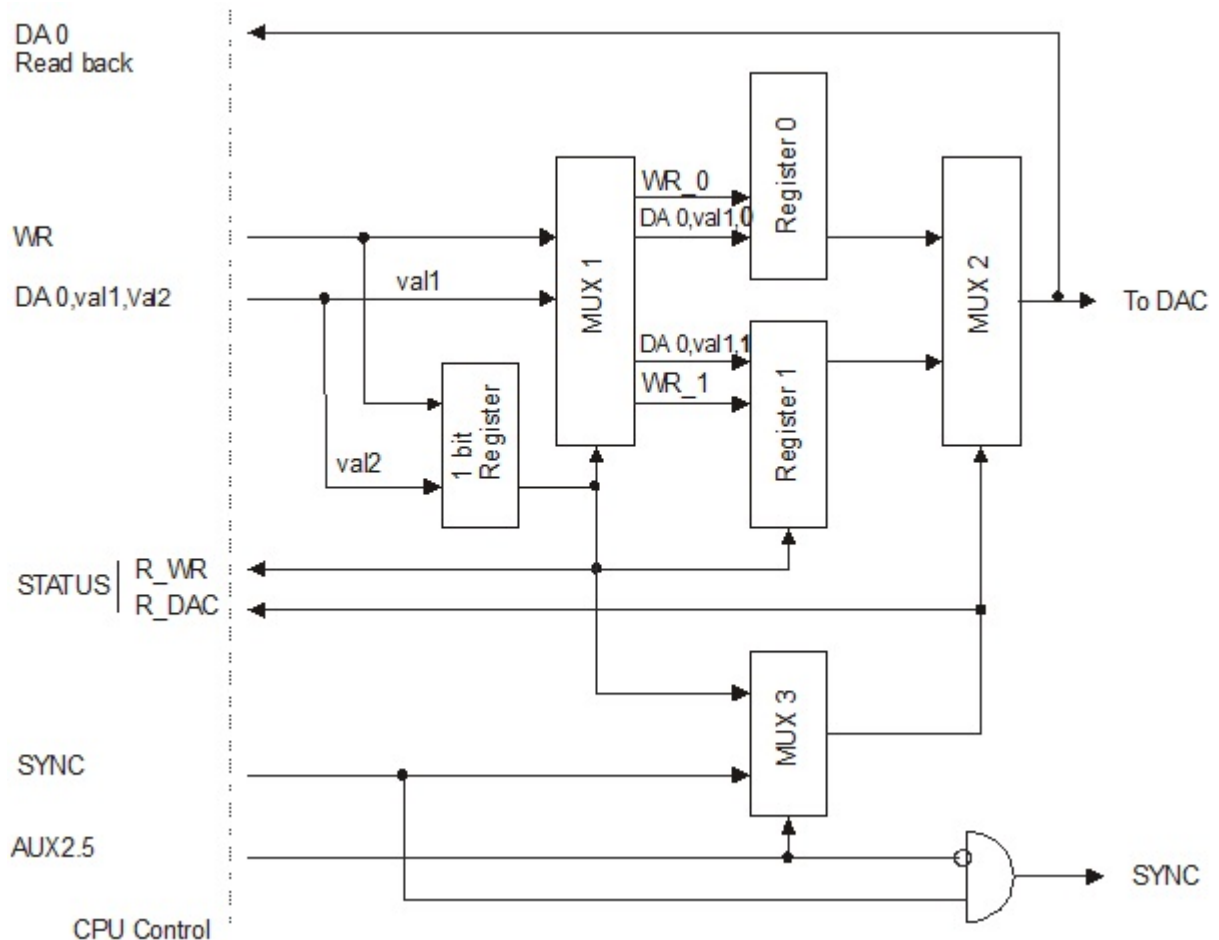 DA 0
Read back
Register 0
WR_0
DA 0,val1,0
WR
MUX 1
MUX 2
val1
DA 0,val1,Val2
To DAC
DA 0,val1,1
WR_1
Register 1
1 bit
Register
val2
R_WR
STATUS
R_DAC
MUX 3
SYNC
AUX2.5
SYNC
CPU Control